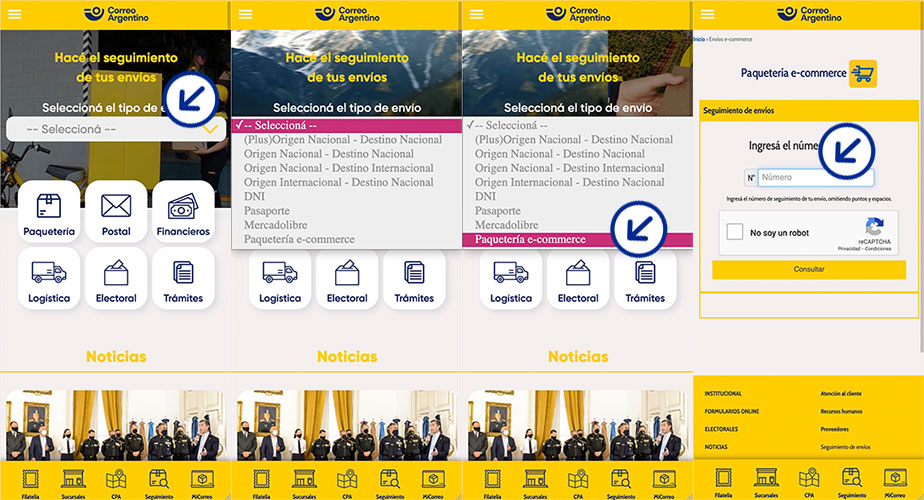 Correo
Argentino
Hacé el seguimiento
de tus envíos
Seleccioná el tipo de e
-- Seleccioná --
Paquetería
Postal
Financieros
Logística
Electoral
Trámites
Noticias
Filatelia
Sucursales
CPA
Seguimiento
MiCorreo
Correo
Argentino
Hacé el seguimiento
de tus envíos
Seleccioná el tipo de envío
✓-- Seleccioná --
(Plus)Origen Nacional - Destino Nacional
Origen Nacional - Destino Nacional
Origen Nacional - Destino Internacional
Origen Internacional - Destino Nacional
DNI
Pasaporte
Mercadolibre
Paquetería e-commerce
Logística
Electoral
Trámites
Noticias
Filatelia
Sucursales
CPA
Seguimiento
MiCorreo
Correo
Argentino
Hacé el seguimiento
de tus envíos
Seleccioná el tipo de envío
✓-- Seleccioná --
(Plus)Origen Nacional - Destino Nacional
Origen Nacional - Destino Nacional
Origen Nacional - Destino Internacional
Origen Internacional - Destino Nacional
DNI
Pasaporte
Mercadolibre
Paquetería e-commerce
Logística
Electoral
Trámites
Noticias
Filatelia
Sucursales
CPA
Seguimiento
MiCorreo
Correo
Argentino
Inicio › Envíos e-commerce
Paquetería e-commerce
Seguimiento de envíos
Ingresá el núme
N°
Número
Ingresá el número de seguimiento de tu envío, omitiendo puntos y espacios.
No soy un robot
reCAPTCHA
Privacidad - Condiciones
Consultar
INSTITUCIONAL
Atención al cliente
FORMULARIOS ONLINE
Recursos humanos
ELECTORALES
Proveedores
NOTICIAS
Seguimiento de envíos
Filatelia
Sucursales
CPA
Seguimiento
MiCorreo